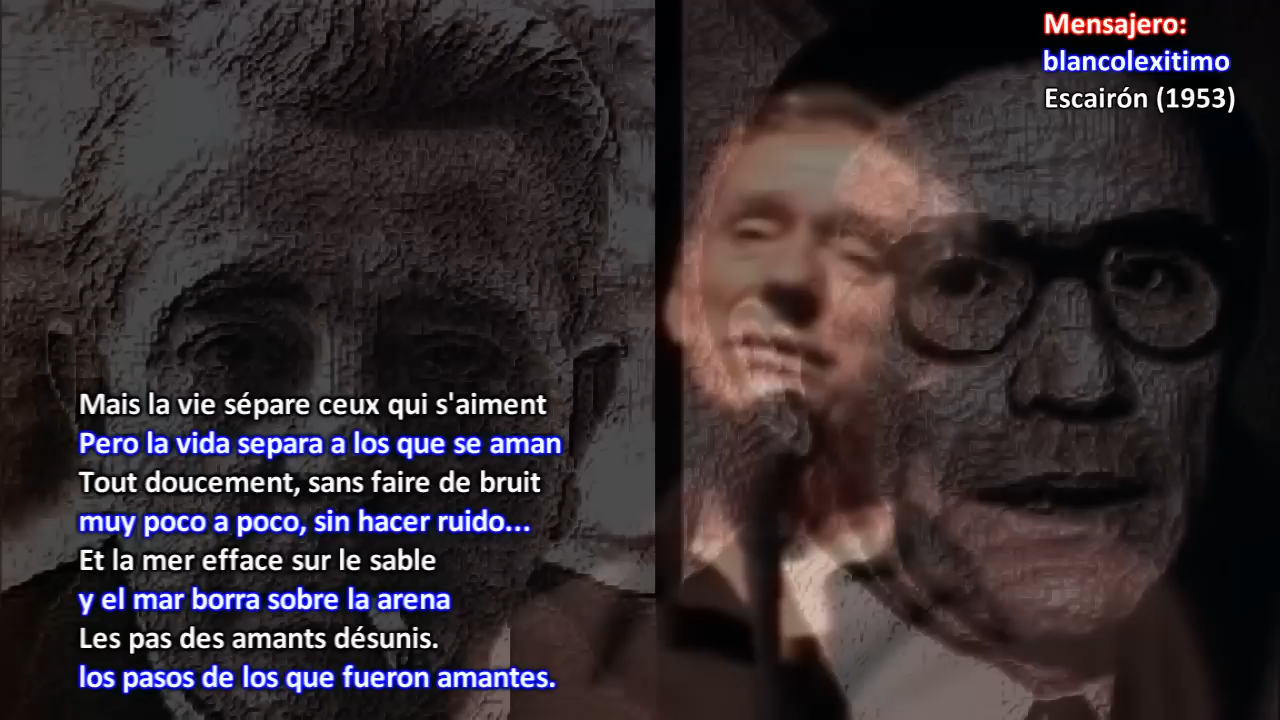 Mensajero:
blancolexitimo
Escairón (1953)
Mais la vie sépare ceux qui s'aiment
Pero la vida separa a los que se aman
Tout doucement, sans faire de bruit
muy poco a poco, sin hacer ruido...
Et la mer efface sur le sable
y el mar borra sobre la arena
Les pas des amants désunis.
los pasos de los que fueron amantes.